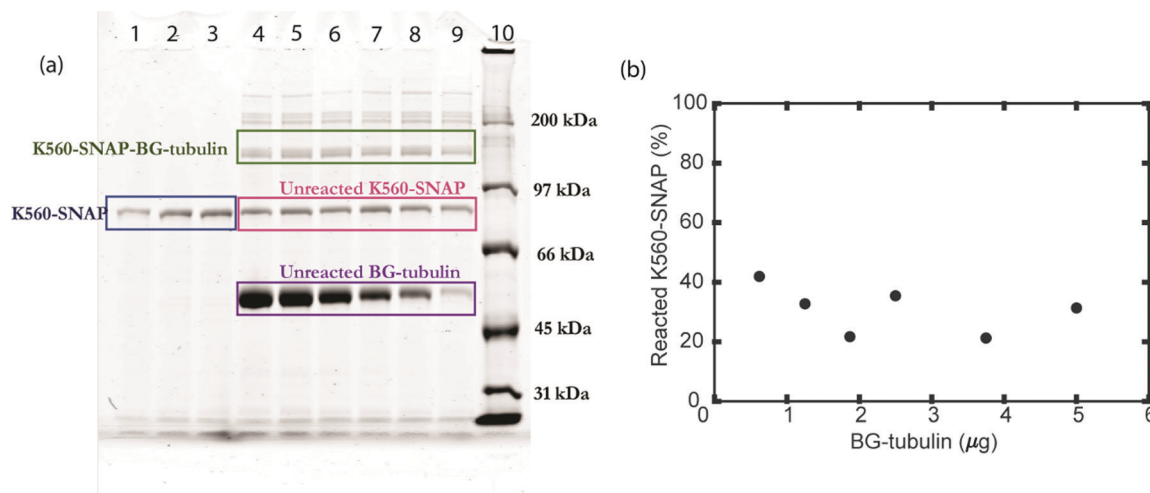 1 2 3 4 5 6 7 8 9 10
(a)
(b)
200 kDa
K560-SNAP-BG-tubulin
Unreacted K560-SNAP
97 kDa
K560-SNAP
66 kDa
Unreacted BG-tubulin
45 kDa
31 kDa
Reacted K560-SNAP (%)
100
80
60
40
20
0
0 1 2 3 4 5 6
BG-tubulin (μg)